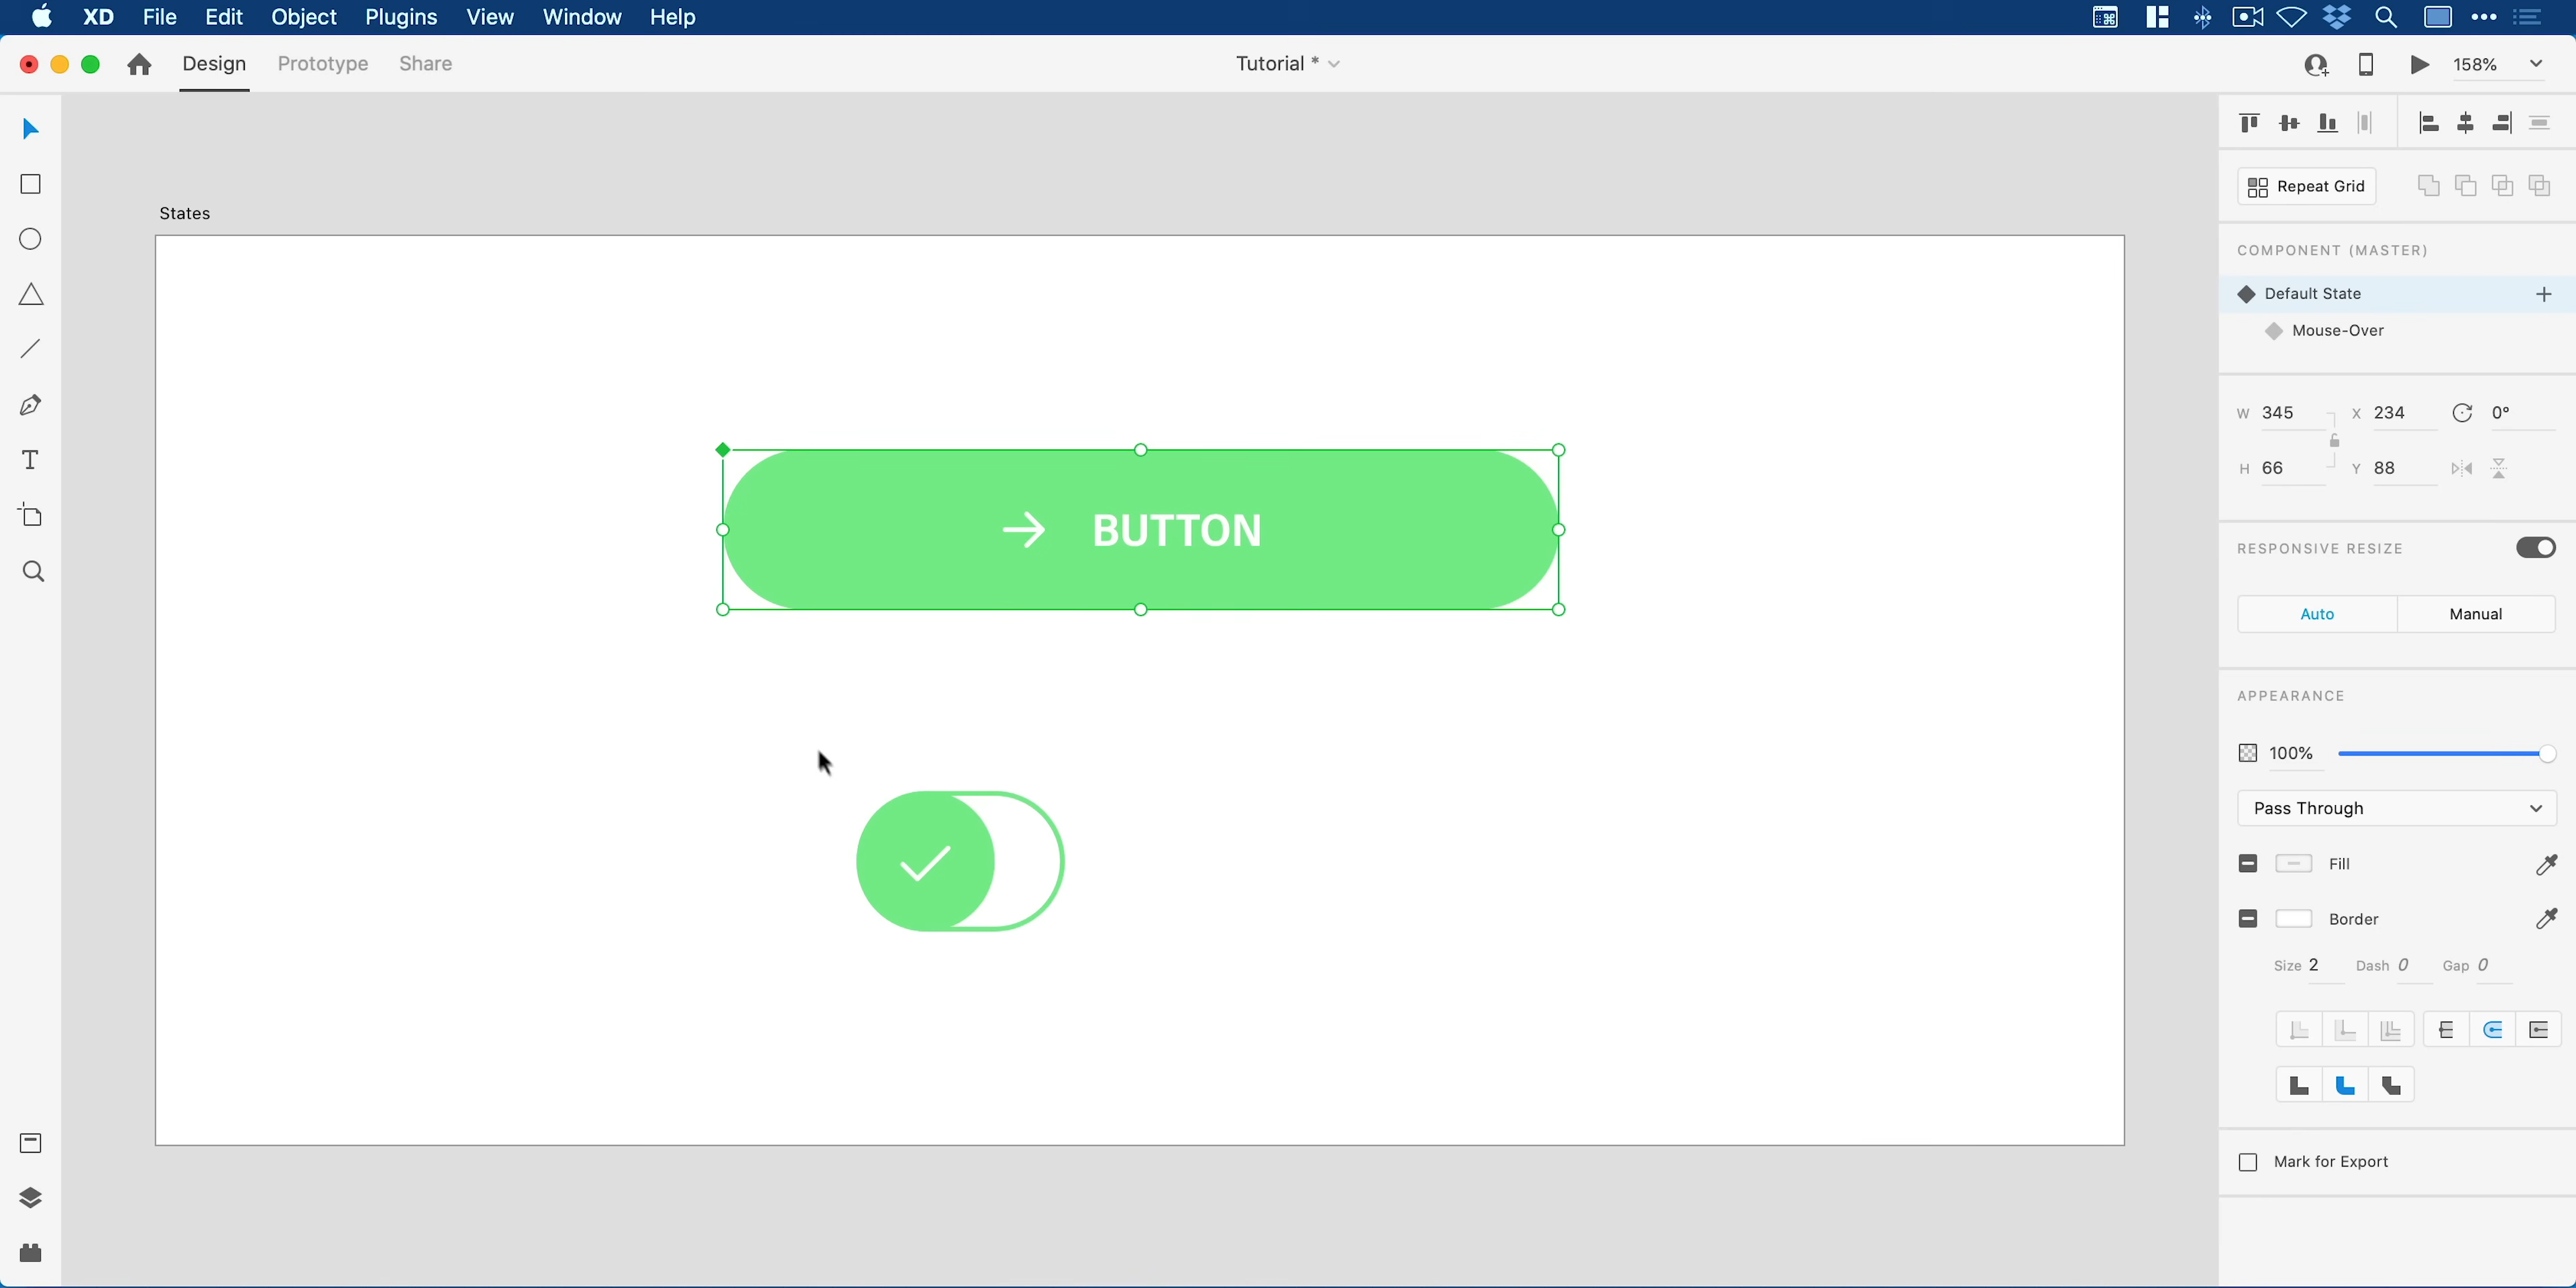 XD File Edit Object Plugins View Window Help
Design Prototype Share
Tutorial *
158%
Repeat Grid
States
COMPONENT (MASTER)
Default State
Mouse-Over
W 345 X 234 0°
H 66 Y 88
BUTTON
RESPONSIVE RESIZE
Auto Manual
APPEARANCE
100%
Pass Through
Fill
Border
Size 2 Dash 0 Gap 0
Mark for Export